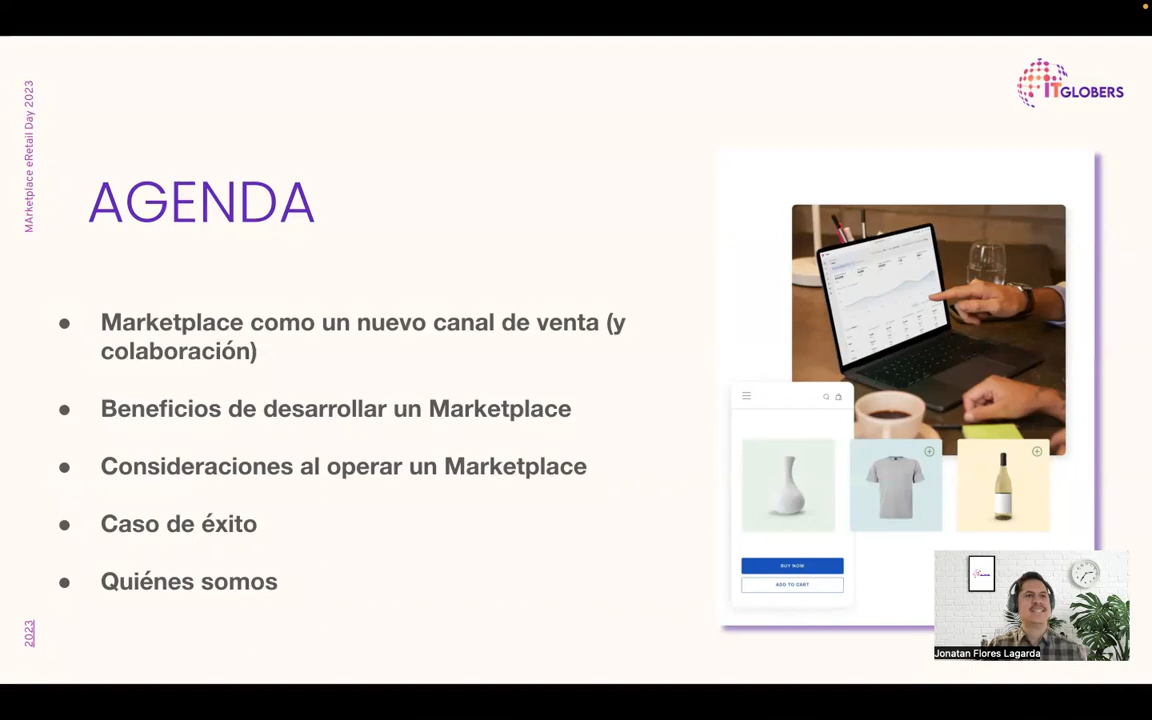 MArketplace eRetail Day 2023
ITGLOBERS
AGENDA
● Marketplace como un nuevo canal de venta (y
colaboración)
● Beneficios de desarrollar un Marketplace
● Consideraciones al operar un Marketplace
● Caso de éxito
● Quiénes somos
BUY NOW
ADD TO CART
2023
Jonatan Flores Lagarda